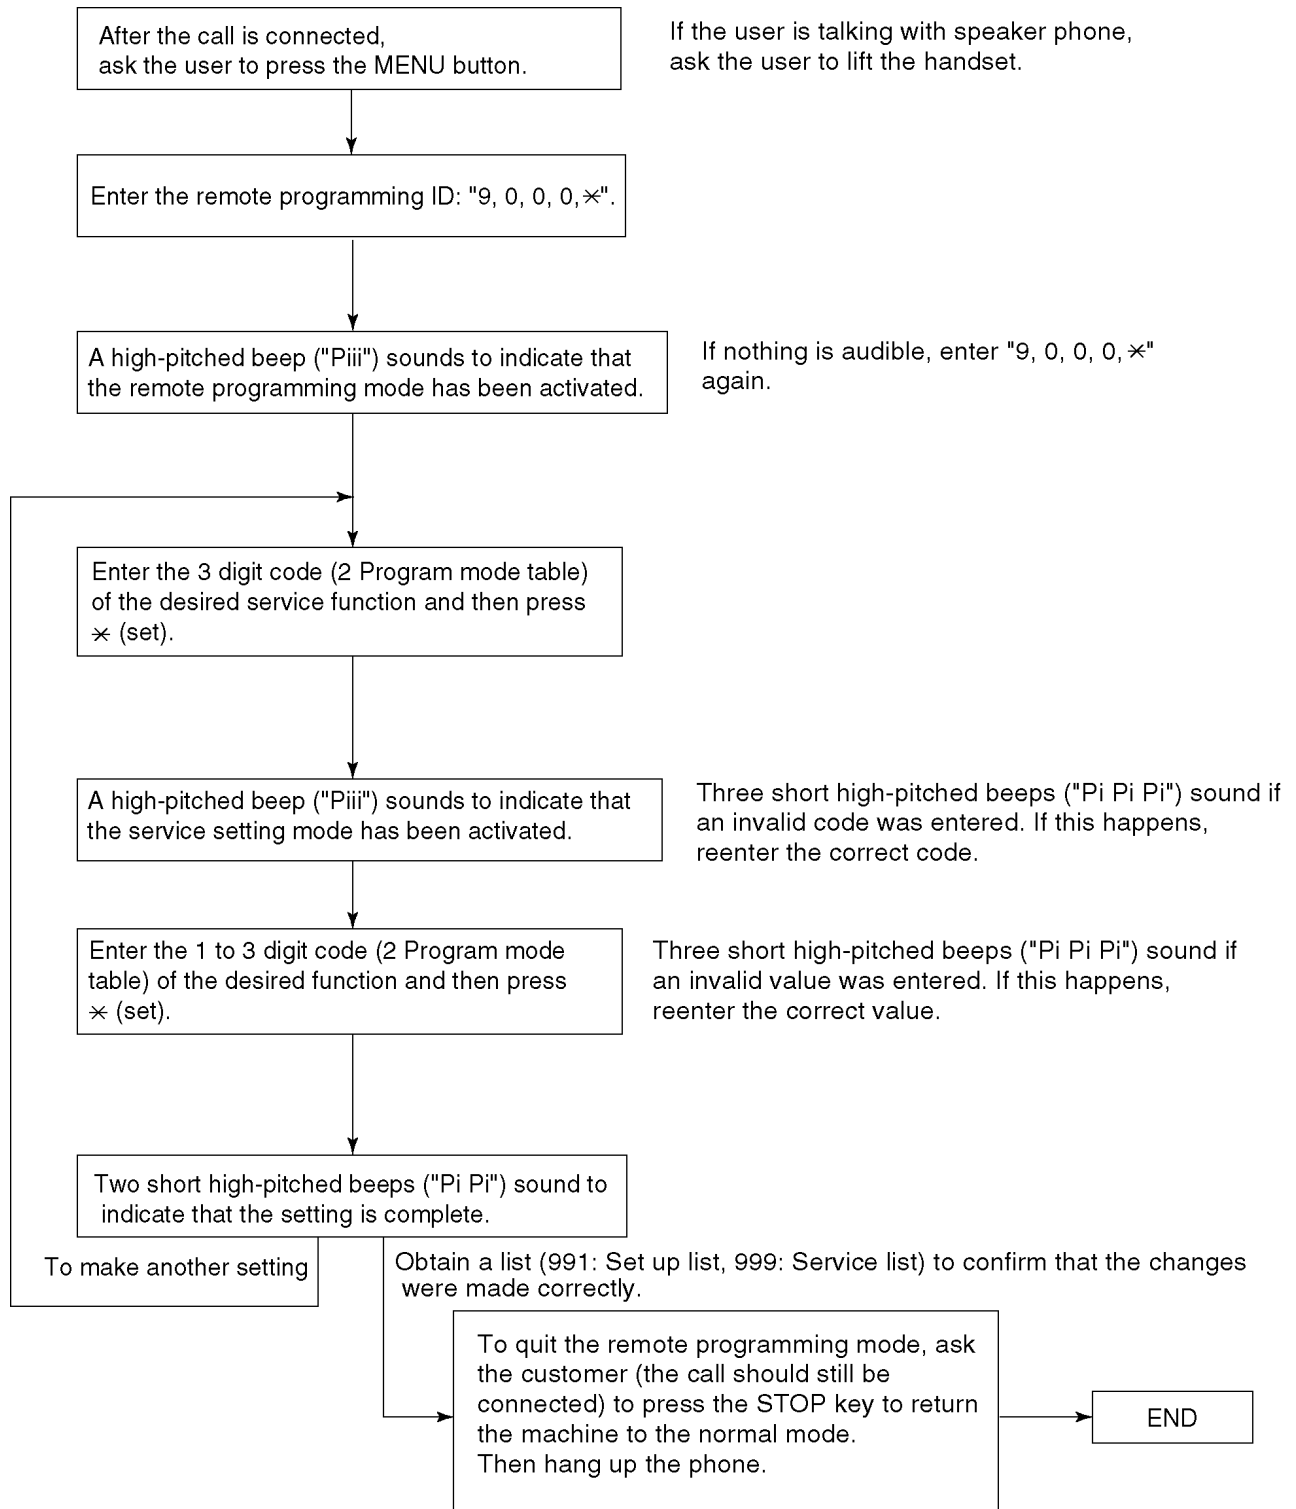 After the call is connected,
ask the user to press the MENU button.
If the user is talking with speaker phone,
ask the user to lift the handset.
Enter the remote programming ID: "9, 0, 0, 0,✳".
A high-pitched beep ("Piii") sounds to indicate that
the remote programming mode has been activated.
If nothing is audible, enter "9, 0, 0, 0,✳"
again.
Enter the 3 digit code (2 Program mode table)
of the desired service function and then press
✳ (set).
A high-pitched beep ("Piii") sounds to indicate that
the service setting mode has been activated.
Three short high-pitched beeps ("Pi Pi Pi") sound if
an invalid code was entered. If this happens,
reenter the correct code.
Enter the 1 to 3 digit code (2 Program mode
table) of the desired function and then press
✳ (set).
Three short high-pitched beeps ("Pi Pi Pi") sound if
an invalid value was entered. If this happens,
reenter the correct value.
Two short high-pitched beeps ("Pi Pi") sound to
indicate that the setting is complete.
To make another setting
Obtain a list (991: Set up list, 999: Service list) to confirm that the changes
were made correctly.
To quit the remote programming mode, ask
the customer (the call should still be
connected) to press the STOP key to return
the machine to the normal mode.
Then hang up the phone.
END